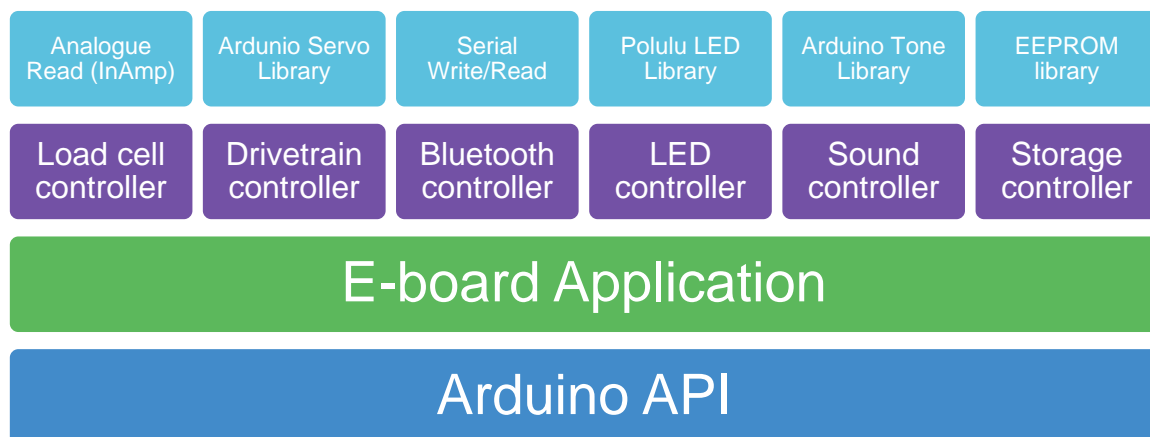 Analogue
Read (InAmp)
Ardunio Servo
Library
Serial
Write/Read
Polulu LED
Library
Arduino Tone
Library
EEPROM
library
Load cell
controller
Drivetrain
controller
Bluetooth
controller
LED
controller
Sound
controller
Storage
controller
E-board Application
Arduino API